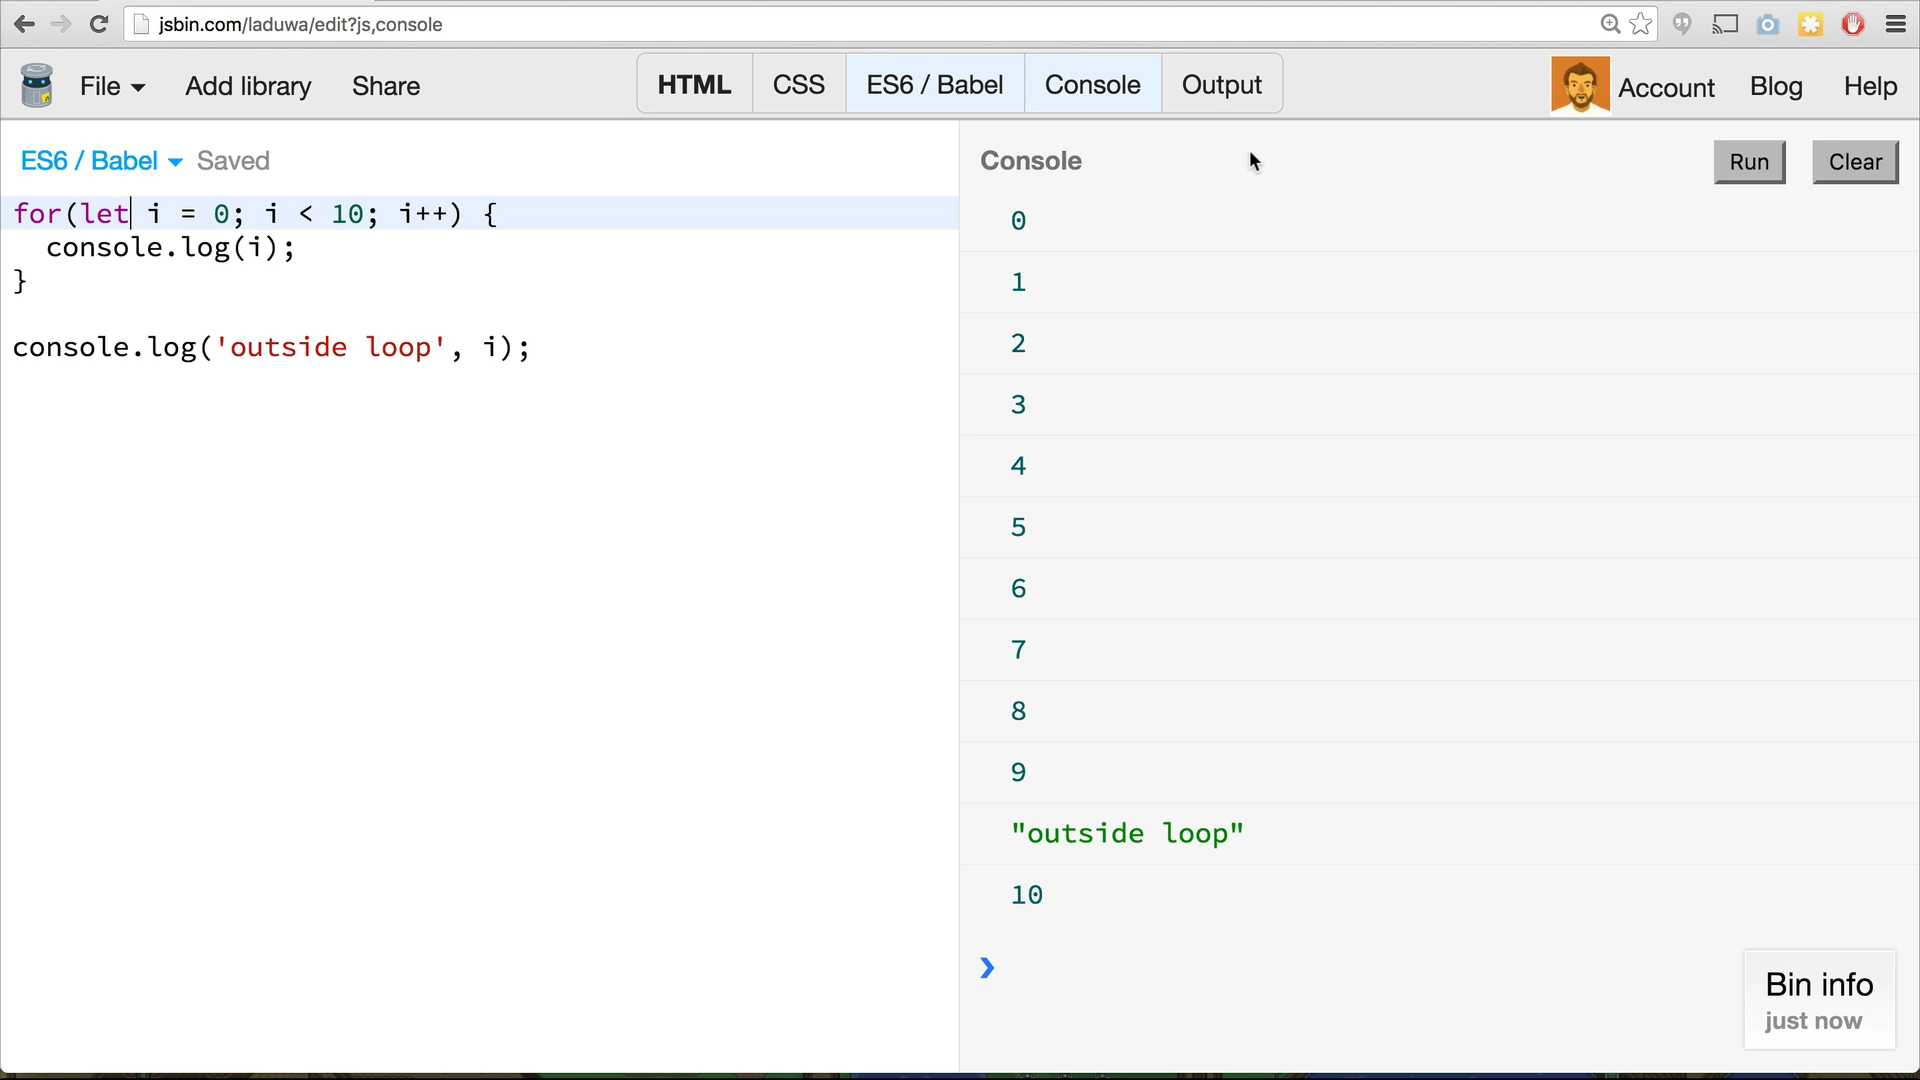 jsbin.com/laduwa/edit?js,console
File Add library Share HTML CSS ES6 / Babel Console Output Account Blog Help
ES6 / Babel Saved
for(let i = 0; i < 10; i++) {
console.log(i);
}
console.log('outside loop', i);
Console Run Clear
0
1
2
3
4
5
6
7
8
9
"outside loop"
10
❯
Bin info
just now